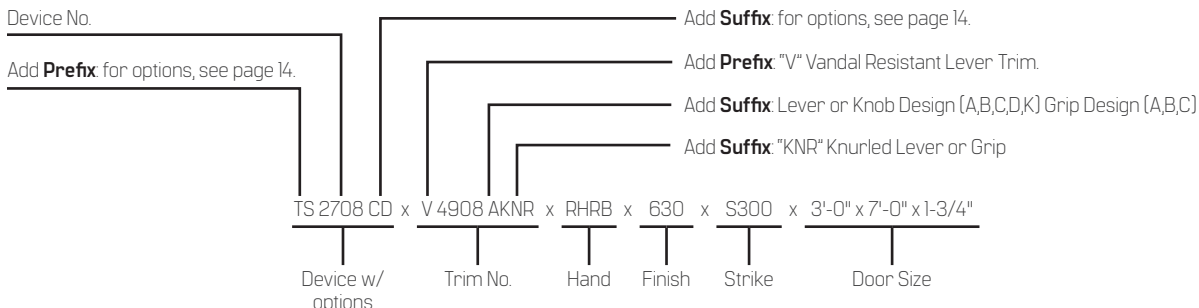 Device No.
Add Suffix: for options, see page 14.
Add Prefix: for options, see page 14.
Add Prefix: "V" Vandal Resistant Lever Trim.
Add Suffix: Lever or Knob Design (A,B,C,D,K) Grip Design (A,B,C)
Add Suffix: "KNR" Knurled Lever or Grip
TS 2708 CD x V 4908 AKNR x RHRB x 630 x S300 x 3'-0" x 7'-0" x 1-3/4"
Device w/ options
Trim No.
Hand
Finish
Strike
Door Size